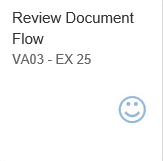 Review Document
Flow
VA03 - EX 25